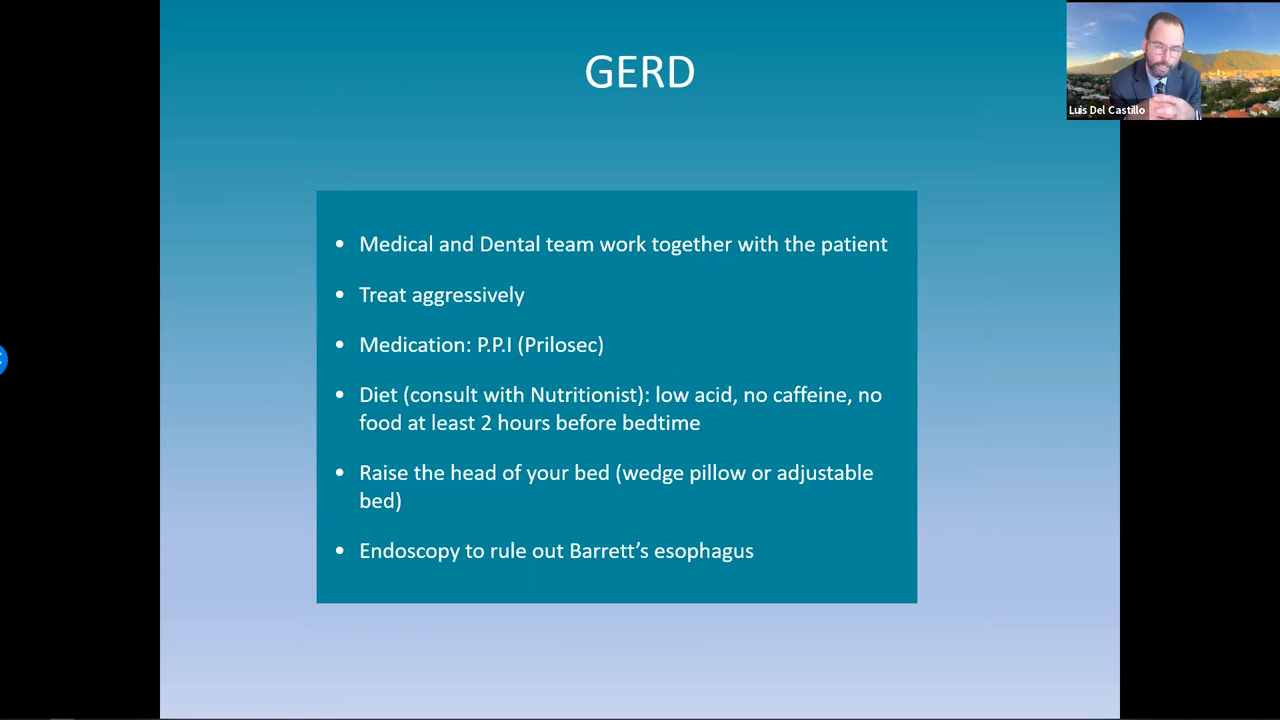 GERD
Luis Del Castillo
• Medical and Dental team work together with the patient
• Treat aggressively
• Medication: P.P.I (Prilosec)
• Diet (consult with Nutritionist): low acid, no caffeine, no
food at least 2 hours before bedtime
• Raise the head of your bed (wedge pillow or adjustable
bed)
• Endoscopy to rule out Barrett’s esophagus